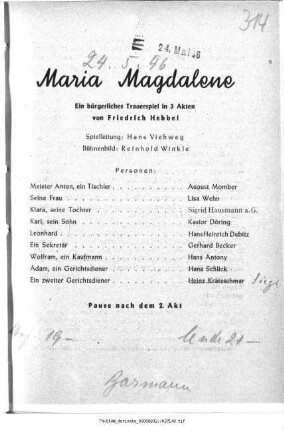 314
24. Mai 46
24. 5. 46
Maria Magdalene
Ein bürgerliches Trauerspiel in 3 Akten
von Friedrich Hebbel
Spielleitung: Hans Viehweg
Bühnenbild: Reinhold Winkle
Personen:
Meister Anton, ein Tischler . . . . . . . . August Momber
Seine Frau . . . . . . . . Lisa Wehn
Klara, seine Tochter . . . . . . . . Sigrid Hausmann a.G.
Karl, sein Sohn . . . . . . . . Kastor Döring
Leonhard . . . . . . . . Hans Heinrich Debitz
Ein Sekretär . . . . . . . . Gerhard Becker
Wolfram, ein Kaufmann . . . . . . . . Hans Antony
Adam, ein Gerichtsdiener . . . . . . . . Hans Schlick
Ein zweiter Gerichtsdiener . . . . . . . . Heinz Krätzschmar
Pause nach dem 2. Akt
19 -
Ende 21 -
Garmann